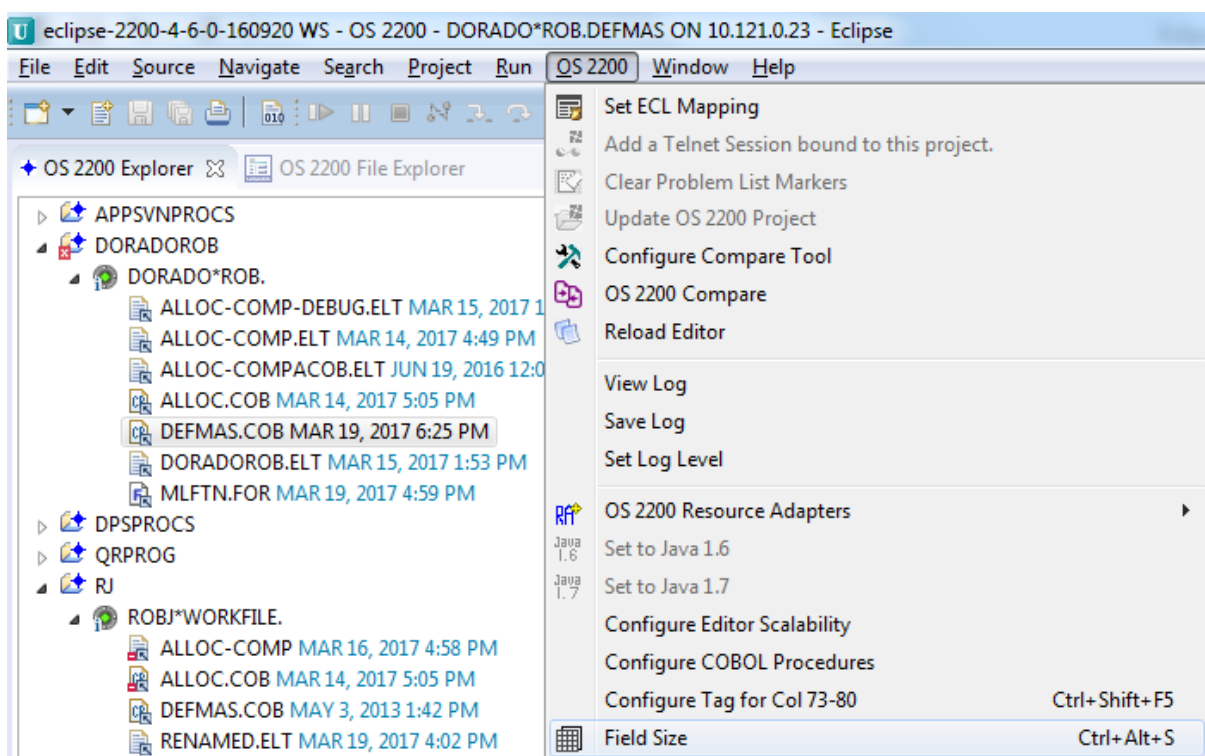 eclipse-2200-4-6-0-160920 WS - OS 2200 - DORADO*ROB.DEFMAS ON 10.121.0.23 - Eclipse
File Edit Source Navigate Search Project Run OS 2200 Window Help
OS 2200 Explorer OS 2200 File Explorer
APPSVNPROCS
DORADOROB
DORADO*ROB.
ALLOC-COMP-DEBUG.ELT MAR 15, 2017 1
ALLOC-COMP.ELT MAR 14, 2017 4:49 PM
ALLOC-COMPACOB.ELT JUN 19, 2016 12:0
ALLOC.COB MAR 14, 2017 5:05 PM
DEFMAS.COB MAR 19, 2017 6:25 PM
DORADOROB.ELT MAR 15, 2017 1:53 PM
MLFTN.FOR MAR 19, 2017 4:59 PM
DPSPROCS
QRPROG
RJ
ROBJ*WORKFILE.
ALLOC-COMP MAR 16, 2017 4:58 PM
ALLOC.COB MAR 14, 2017 5:05 PM
DEFMAS.COB MAY 3, 2013 1:42 PM
RENAMED.ELT MAR 19, 2017 4:02 PM
Set ECL Mapping
Add a Telnet Session bound to this project.
Clear Problem List Markers
Update OS 2200 Project
Configure Compare Tool
OS 2200 Compare
Reload Editor
View Log
Save Log
Set Log Level
RA OS 2200 Resource Adapters
Java 1.6 Set to Java 1.6
Java 1.7 Set to Java 1.7
Configure Editor Scalability
Configure COBOL Procedures
Configure Tag for Col 73-80 Ctrl+Shift+F5
Field Size Ctrl+Alt+S